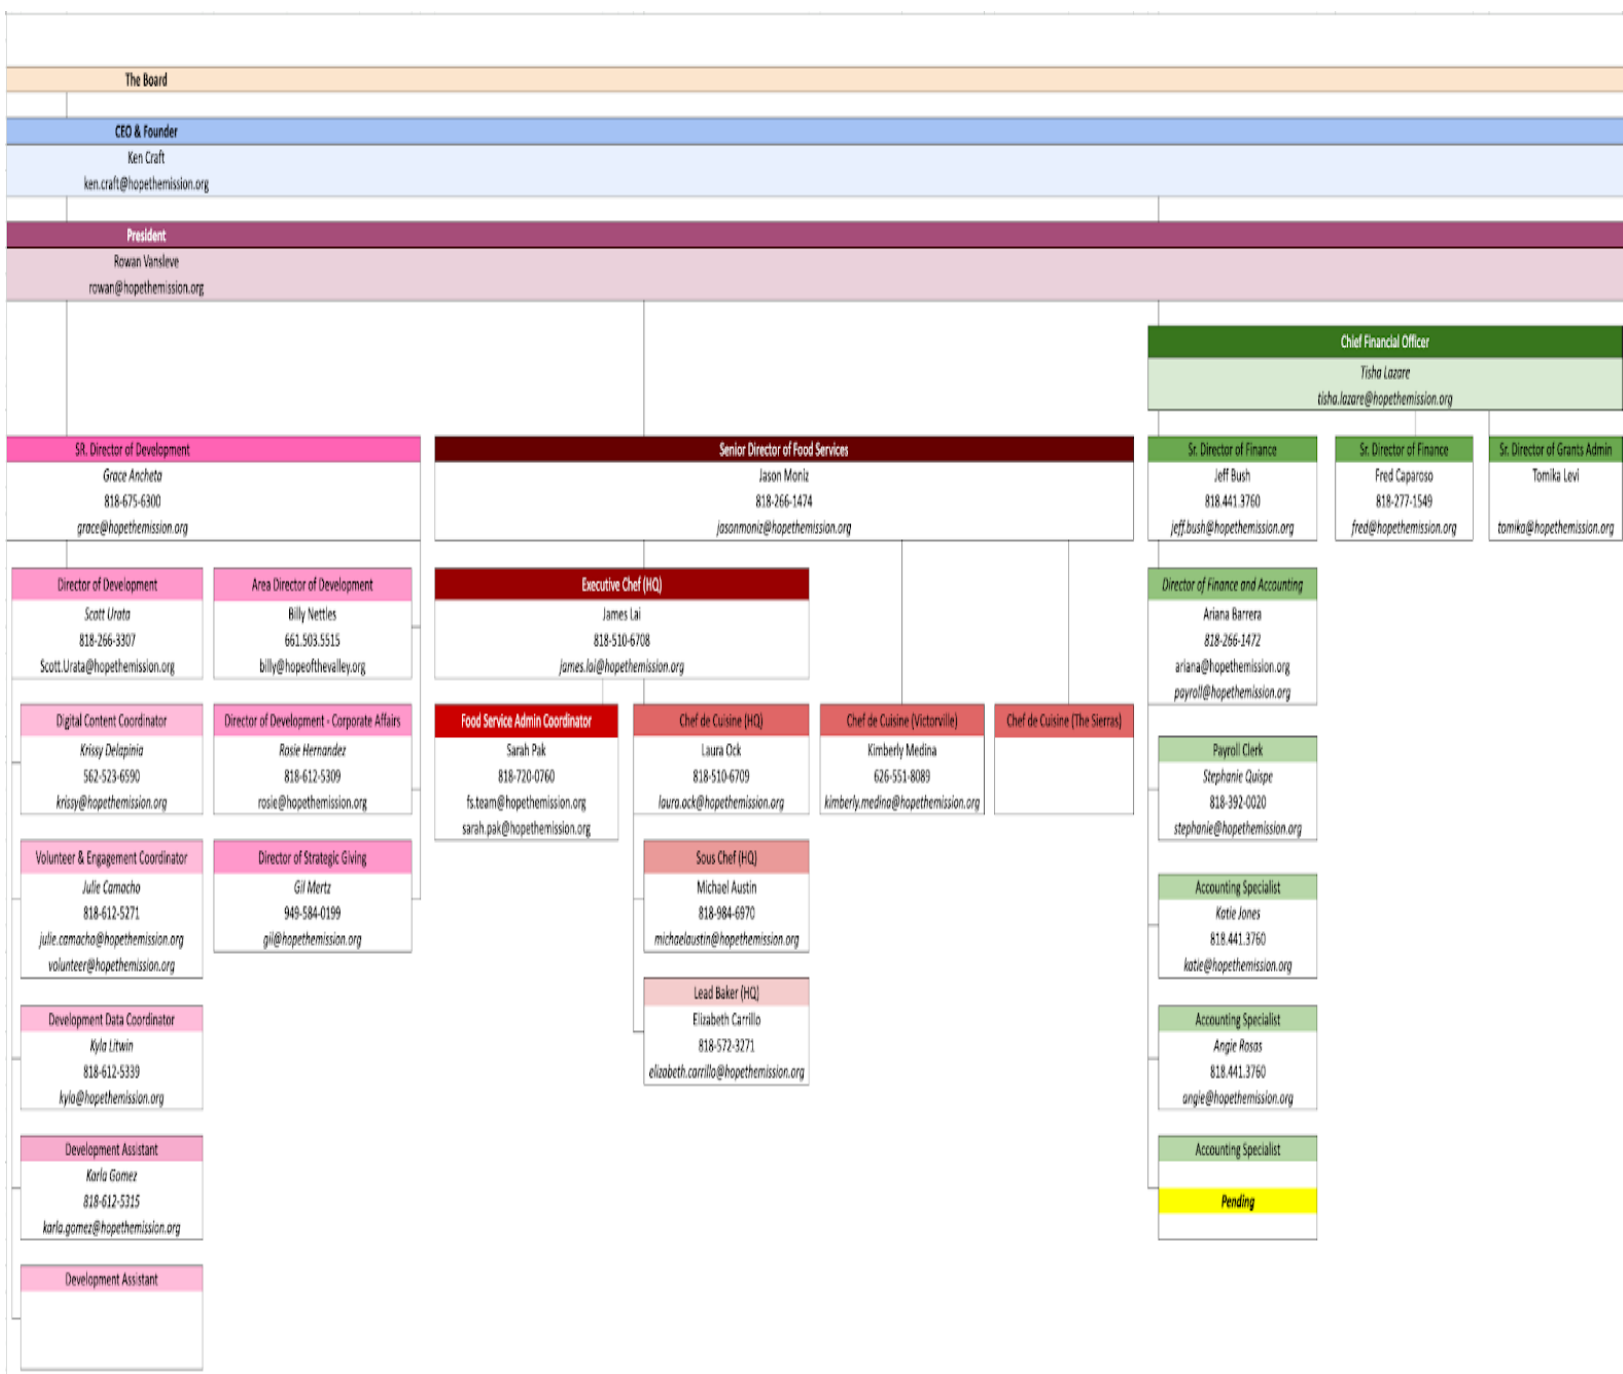 The Board
CEO & Founder
Ken Craft
ken.craft@hopethemission.org
President
Rowan Vansleve
rowan@hopethemission.org
Chief Financial Officer
Tisha Lazare
tisha.lazare@hopethemission.org
SR. Director of Development
Grace Ancheta
818-675-6300
grace@hopethemission.org
Senior Director of Food Services
Jason Moniz
818-266-1474
jasonmoniz@hopethemission.org
Sr. Director of Finance
Jeff Bush
818.441.3760
jeff.bush@hopethemission.org
Sr. Director of Finance
Fred Caparoso
818-277-1549
fred@hopethemission.org
Sr. Director of Grants Admin
Tomika Levi
tomika@hopethemission.org
Director of Development
Scott Urata
818-266-3307
Scott.Urata@hopethemission.org
Area Director of Development
Billy Nettles
661.503.5515
billy@hopeofthevalley.org
Executive Chef (HQ)
James Lai
818-510-6708
james.lai@hopethemission.org
Director of Finance and Accounting
Ariana Barrera
818-266-1472
ariana@hopethemission.org
payroll@hopethemission.org
Digital Content Coordinator
Krissy Delapinia
562-523-6590
krissy@hopethemission.org
Director of Development - Corporate Affairs
Rosie Hernandez
818-612-5309
rosie@hopethemission.org
Food Service Admin Coordinator
Sarah Pak
818-720-0760
fs.team@hopethemission.org
sarah.pak@hopethemission.org
Chef de Cuisine (HQ)
Laura Ock
818-510-6709
laura.ock@hopethemission.org
Chef de Cuisine (Victorville)
Kimberly Medina
626-551-8089
kimberly.medina@hopethemission.org
Chef de Cuisine (The Sierras)
Payroll Clerk
Stephanie Quispe
818-392-0020
stephanie@hopethemission.org
Volunteer & Engagement Coordinator
Julie Camacho
818-612-5271
julie.camacho@hopethemission.org
volunteer@hopethemission.org
Director of Strategic Giving
Gil Mertz
949-584-0199
gil@hopethemission.org
Sous Chef (HQ)
Michael Austin
818-984-6970
michaelaustin@hopethemission.org
Accounting Specialist
Katie Jones
818.441.3760
katie@hopethemission.org
Lead Baker (HQ)
Elizabeth Carrillo
818-572-3271
elizabeth.carrillo@hopethemission.org
Development Data Coordinator
Kyla Litwin
818-612-5339
kyla@hopethemission.org
Accounting Specialist
Angie Rosas
818.441.3760
angie@hopethemission.org
Development Assistant
Karla Gomez
818-612-5315
karla.gomez@hopethemission.org
Accounting Specialist
Pending
Development Assistant